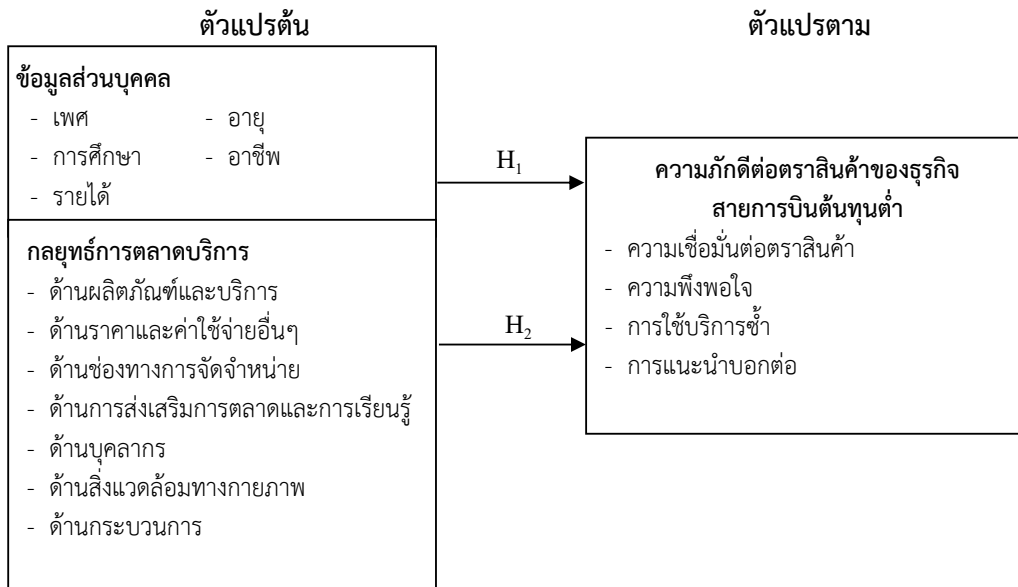 ตัวแปรต้น
ข้อมูลส่วนบุคคล
- เพศ - อายุ
- การศึกษา - อาชีพ
- รายได้
กลยุทธ์การตลาดบริการ
- ด้านผลิตภัณฑ์และบริการ
- ด้านราคาและค่าใช้จ่ายอื่นๆ
- ด้านช่องทางการจัดจำหน่าย
- ด้านการส่งเสริมการตลาดและการเรียนรู้
- ด้านบุคลากร
- ด้านสิ่งแวดล้อมทางกายภาพ
- ด้านกระบวนการ
H₁
H₂
ตัวแปรตาม
ความภักดีต่อตราสินค้าของธุรกิจ
สายการบินต้นทุนต่ำ
- ความเชื่อมั่นต่อตราสินค้า
- ความพึงพอใจ
- การใช้บริการซ้ำ
- การแนะนำบอกต่อ